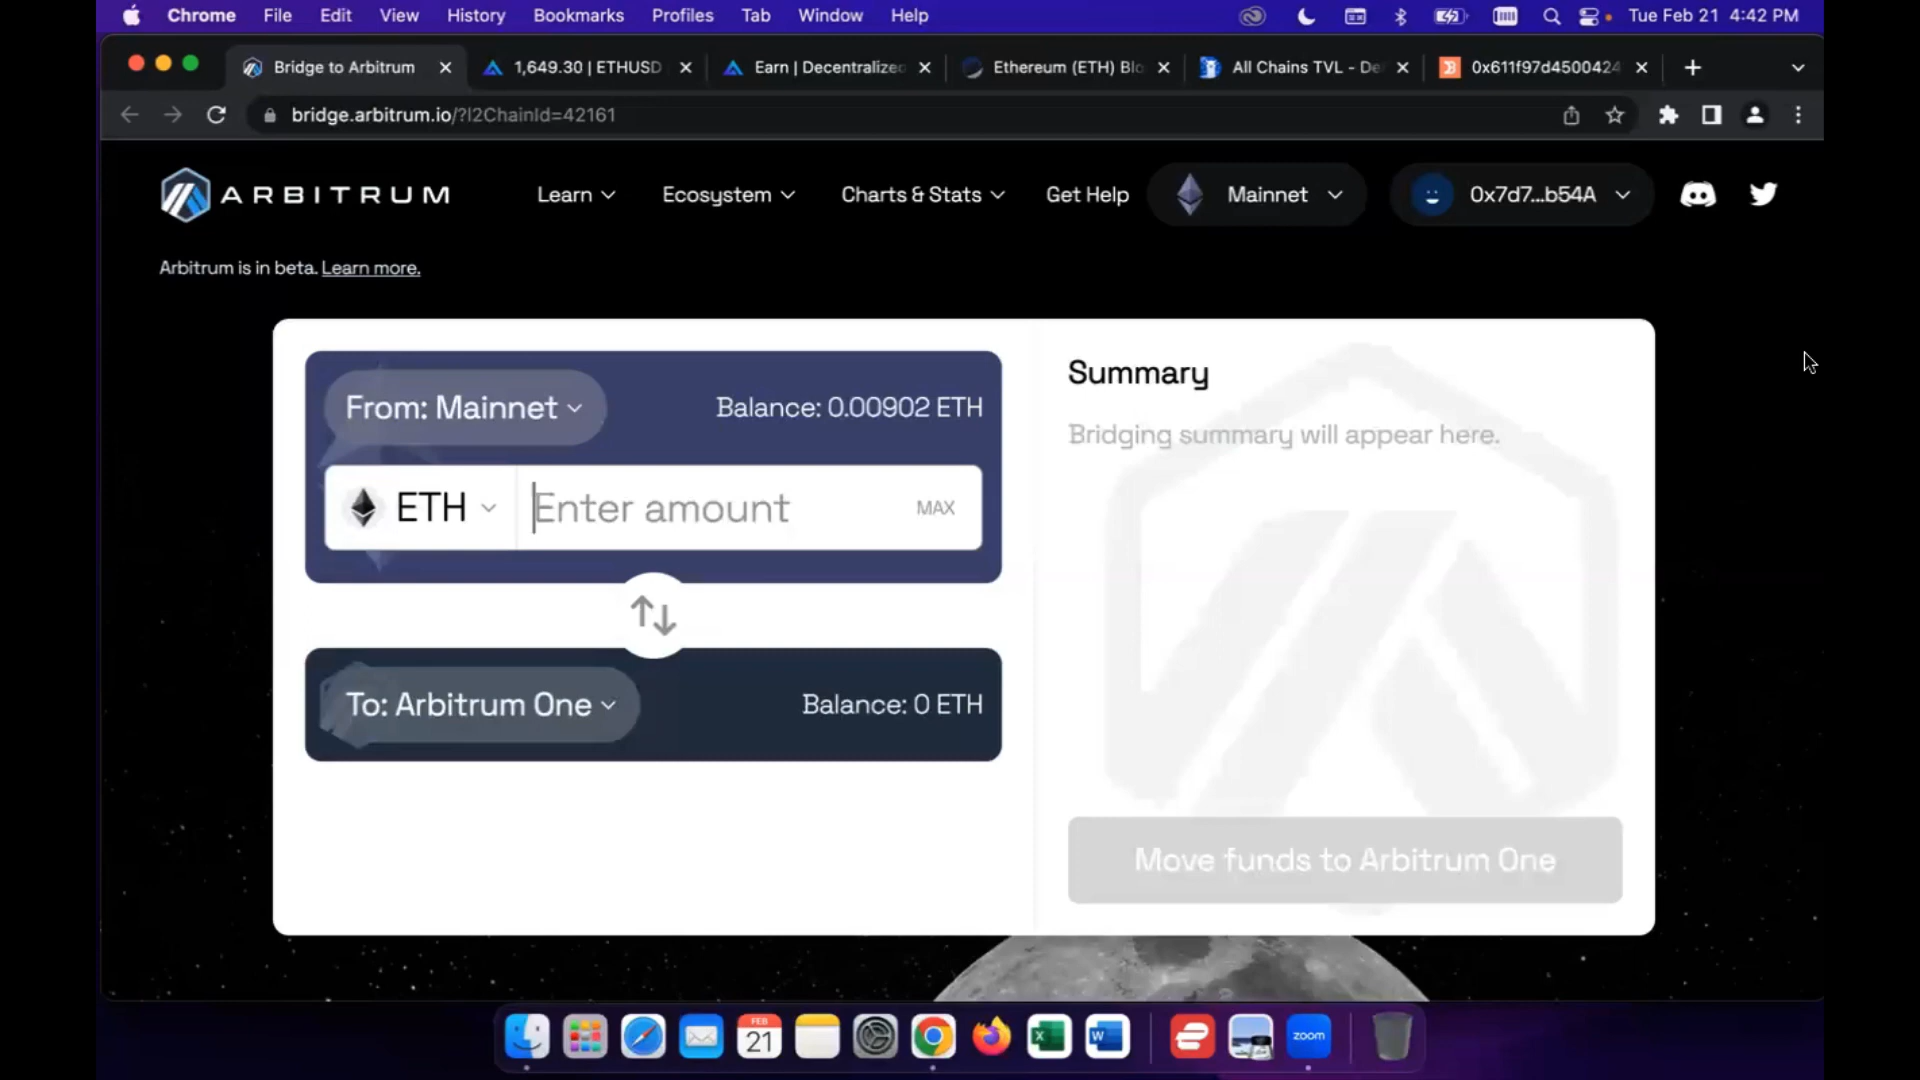 Chrome File Edit View History Bookmarks Profiles Tab Window Help Tue Feb 21 4:42 PM
Bridge to Arbitrum 1,649.30 | ETHUSD Earn | Decentralized Ethereum (ETH) Blo All Chains TVL - De 0x611f97d4500424
bridge.arbitrum.io/?l2ChainId=42161
ARBITRUM Learn Ecosystem Charts & Stats Get Help Mainnet 0x7d7...b54A
Arbitrum is in beta. Learn more.
From: Mainnet Balance: 0.00902 ETH
ETH Enter amount MAX
To: Arbitrum One Balance: 0 ETH
Summary
Bridging summary will appear here.
Move funds to Arbitrum One
FEB
21
zoom